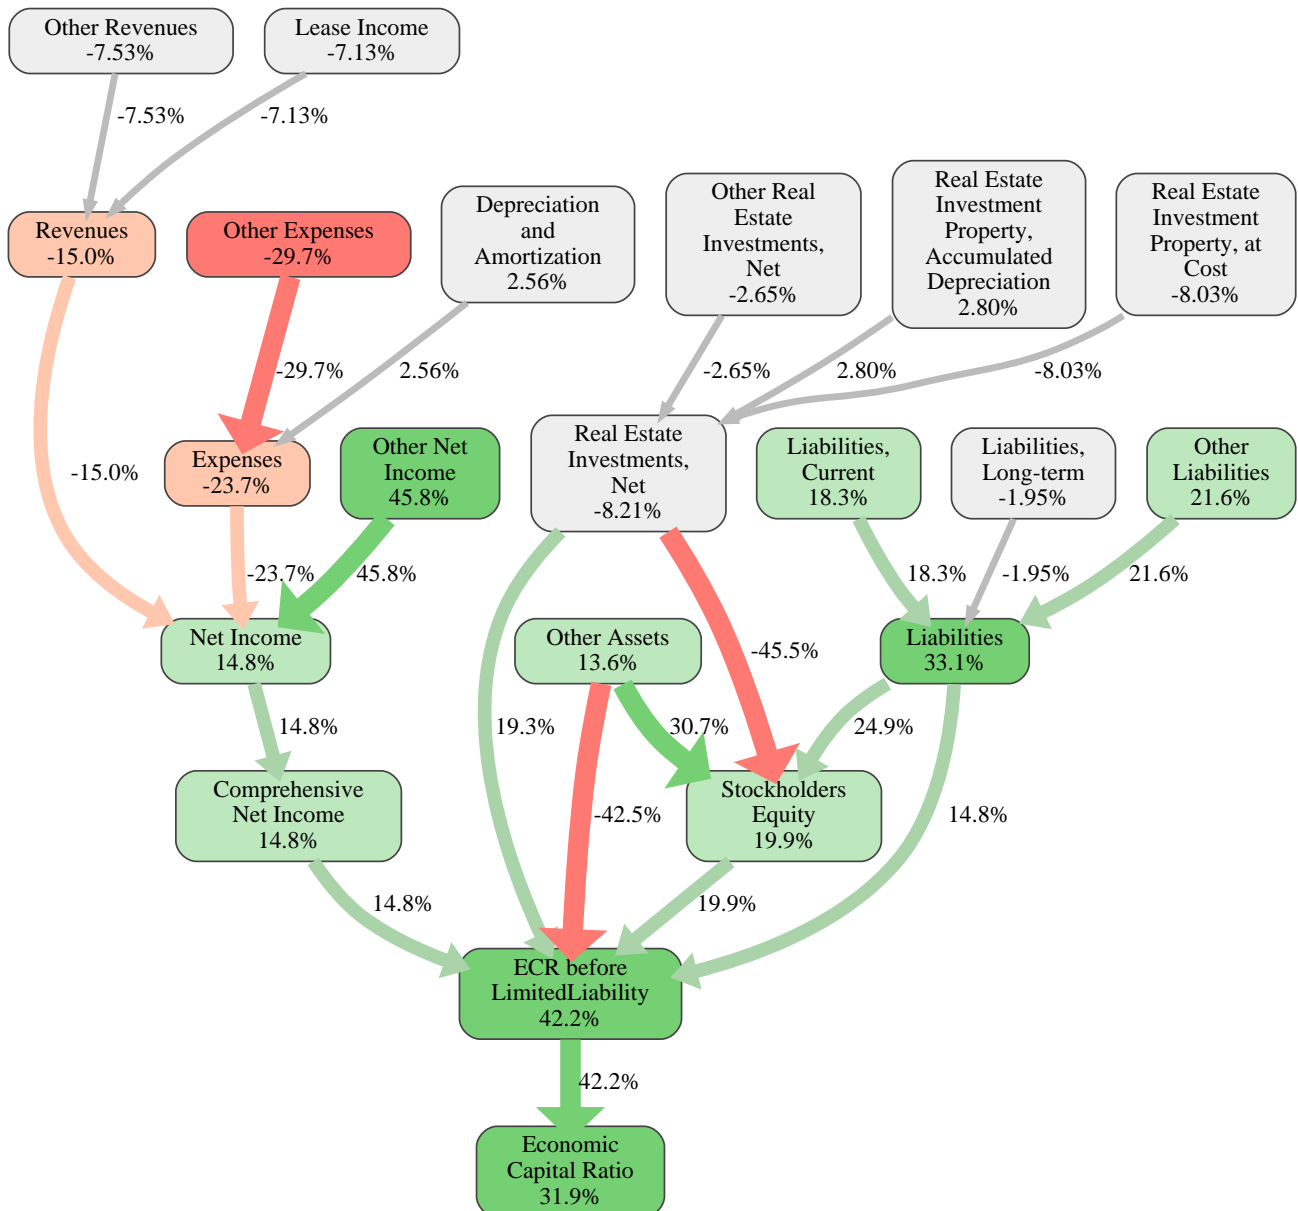 Other Revenues
-7.53%
Lease Income
-7.13%
-7.53%
-7.13%
Revenues
-15.0%
Other Expenses
-29.7%
Depreciation
and
Amortization
2.56%
Other Real
Estate
Investments,
Net
-2.65%
Real Estate
Investment
Property,
Accumulated
Depreciation
2.80%
Real Estate
Investment
Property, at
Cost
-8.03%
-29.7%
2.56%
-2.65%
2.80%
-8.03%
-15.0%
Expenses
-23.7%
Other Net
Income
45.8%
Real Estate
Investments,
Net
-8.21%
Liabilities,
Current
18.3%
Liabilities,
Long-term
-1.95%
Other
Liabilities
21.6%
-23.7%
45.8%
18.3%
-1.95%
21.6%
Net Income
14.8%
Other Assets
13.6%
-45.5%
Liabilities
33.1%
14.8%
19.3%
30.7%
24.9%
Comprehensive
Net Income
14.8%
-42.5%
Stockholders
Equity
19.9%
14.8%
14.8%
19.9%
ECR before
LimitedLiability
42.2%
42.2%
Economic
Capital Ratio
31.9%